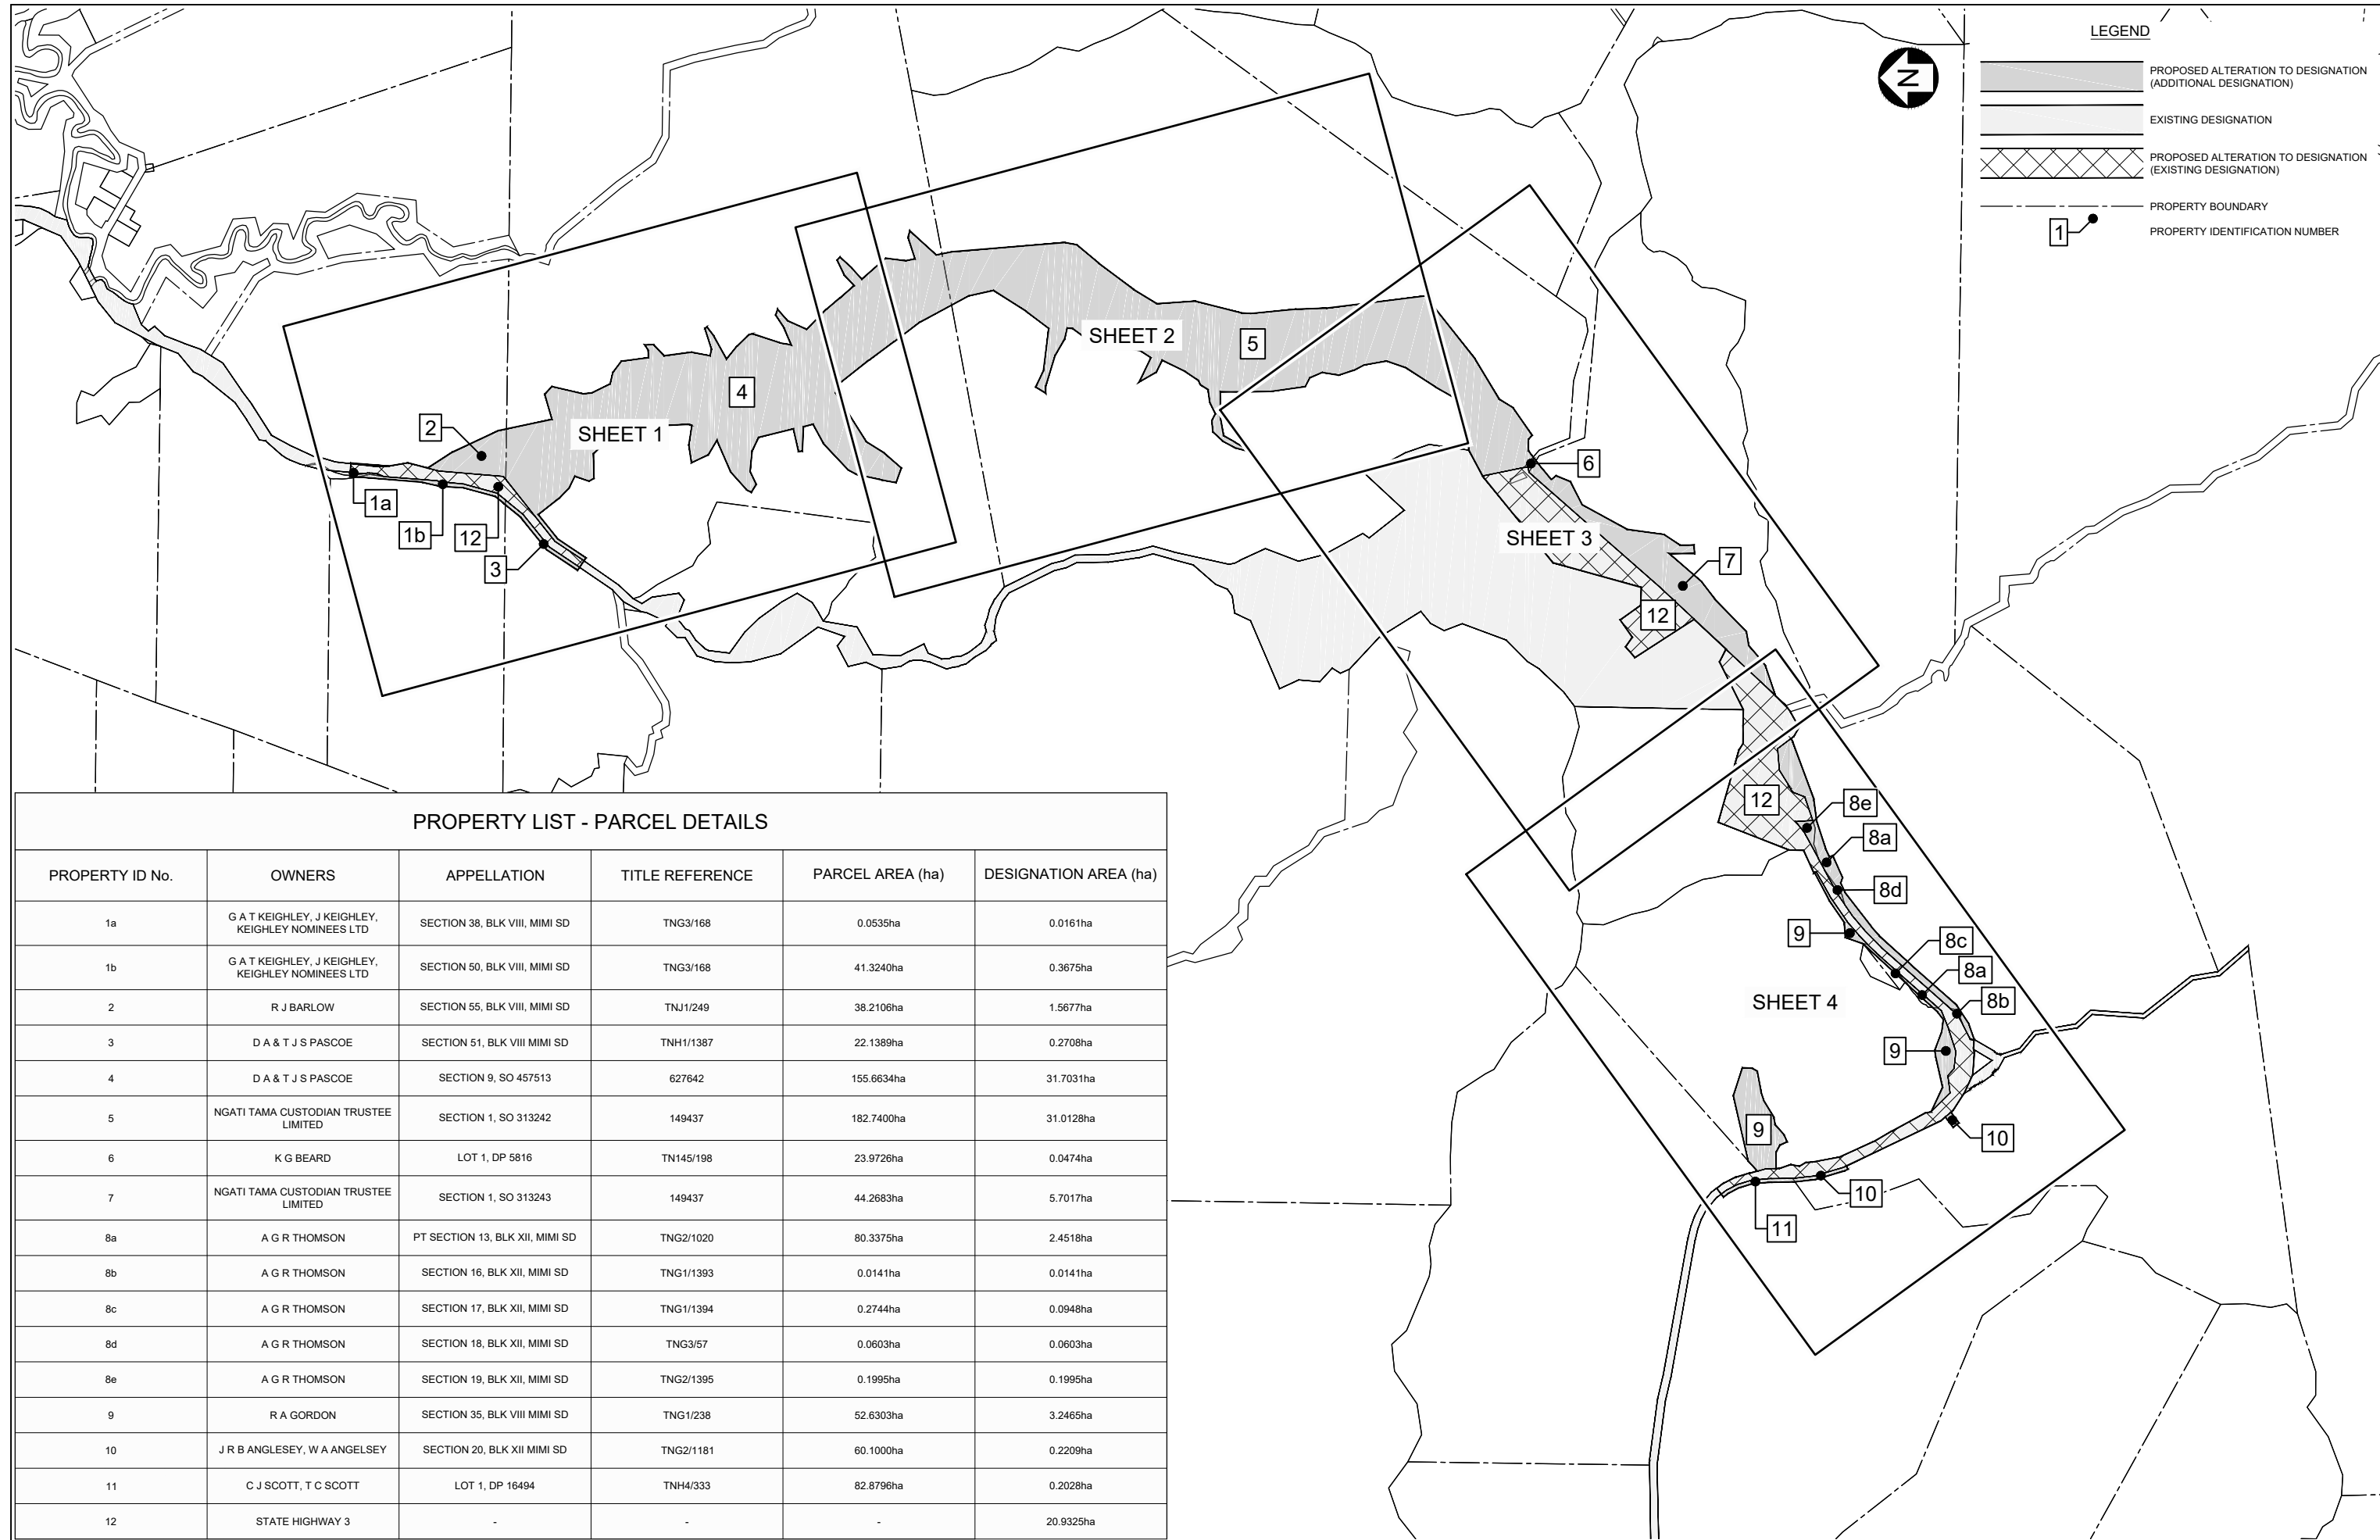 LEGEND
PROPOSED ALTERATION TO DESIGNATION
(ADDITIONAL DESIGNATION)
EXISTING DESIGNATION
PROPOSED ALTERATION TO DESIGNATION
(EXISTING DESIGNATION)
PROPERTY BOUNDARY
1
PROPERTY IDENTIFICATION NUMBER
N
SHEET 2
5
4
2
SHEET 1
6
1a
1b
12
3
SHEET 3
7
12
12
8e
8a
8d
9
8c
8a
8b
SHEET 4
9
9
10
10
11
PROPERTY LIST - PARCEL DETAILS
PROPERTY ID No. OWNERS APPELLATION TITLE REFERENCE PARCEL AREA (ha) DESIGNATION AREA (ha)
1a G A T KEIGHLEY, J KEIGHLEY, KEIGHLEY NOMINEES LTD SECTION 38, BLK VIII, MIMI SD TNG3/168 0.0535ha 0.0161ha
1b G A T KEIGHLEY, J KEIGHLEY, KEIGHLEY NOMINEES LTD SECTION 50, BLK VIII, MIMI SD TNG3/168 41.3240ha 0.3675ha
2 R J BARLOW SECTION 55, BLK VIII, MIMI SD TNJ1/249 38.2106ha 1.5677ha
3 D A & T J S PASCOE SECTION 51, BLK VIII MIMI SD TNH1/1387 22.1389ha 0.2708ha
4 D A & T J S PASCOE SECTION 9, SO 457513 627642 155.6634ha 31.7031ha
5 NGATI TAMA CUSTODIAN TRUSTEE LIMITED SECTION 1, SO 313242 149437 182.7400ha 31.0128ha
6 K G BEARD LOT 1, DP 5816 TN145/198 23.9726ha 0.0474ha
7 NGATI TAMA CUSTODIAN TRUSTEE LIMITED SECTION 1, SO 313243 149437 44.2683ha 5.7017ha
8a A G R THOMSON PT SECTION 13, BLK XII, MIMI SD TNG2/1020 80.3375ha 2.4518ha
8b A G R THOMSON SECTION 16, BLK XII, MIMI SD TNG1/1393 0.0141ha 0.0141ha
8c A G R THOMSON SECTION 17, BLK XII, MIMI SD TNG1/1394 0.2744ha 0.0948ha
8d A G R THOMSON SECTION 18, BLK XII, MIMI SD TNG3/57 0.0603ha 0.0603ha
8e A G R THOMSON SECTION 19, BLK XII, MIMI SD TNG2/1395 0.1995ha 0.1995ha
9 R A GORDON SECTION 35, BLK VIII MIMI SD TNG1/238 52.6303ha 3.2465ha
10 J R B ANGLESEY, W A ANGELSEY SECTION 20, BLK XII MIMI SD TNG2/1181 60.1000ha 0.2209ha
11 C J SCOTT, T C SCOTT LOT 1, DP 16494 TNH4/333 82.8796ha 0.2028ha
12 STATE HIGHWAY 3 - - - 20.9325ha